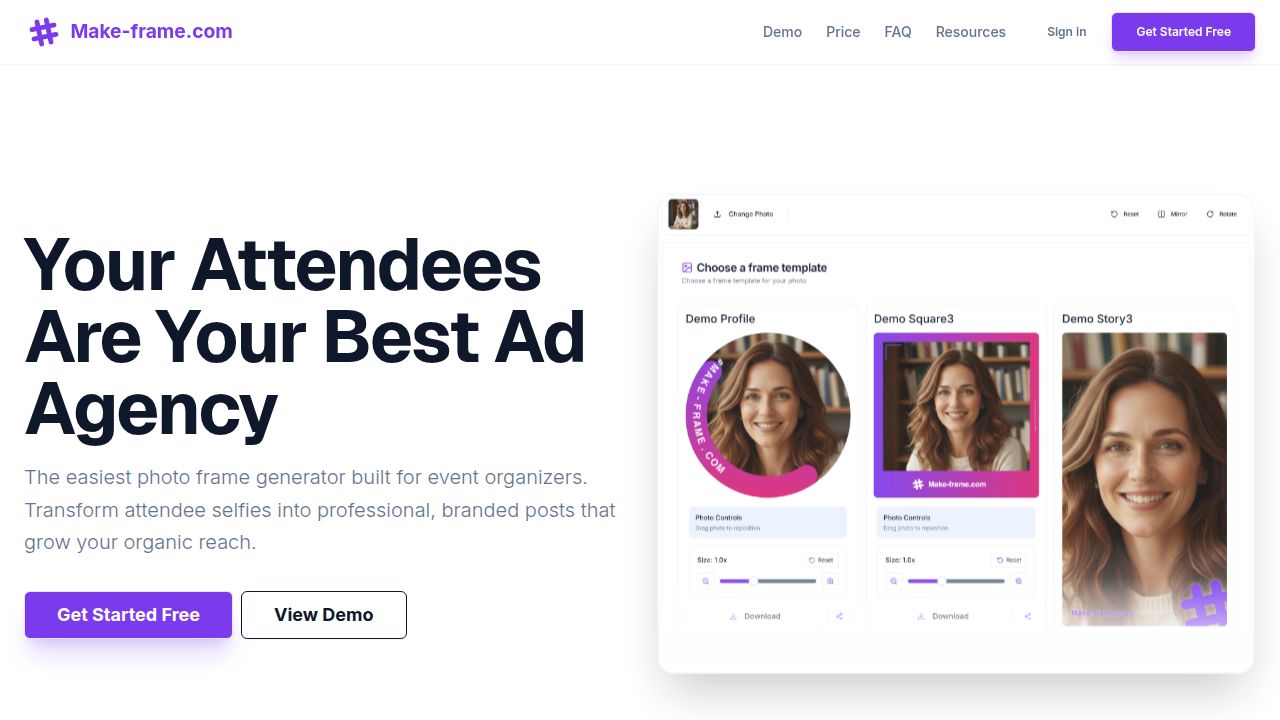 Make-frame.com
Demo
Price
FAQ
Resources
Sign in
Get Started Free
Your Attendees
Are Your Best Ad
Agency
The easiest photo frame generator built for event organizers.
Transform attendee selfies into professional, branded posts that
grow your organic reach.
Get Started Free
View Demo
Change Photo
Reset
Mirror
Rotate
Choose a frame template
Choose a frame template for your photo
Demo Profile
#MAKE-FRAME.COM
Photo Controls
Drag photo to reposition
Size: 1.0x
Reset
Download
Demo Square3
Make-frame.com
Photo Controls
Drag photo to reposition
Size: 1.0x
Reset
Download
Demo Story3
Make-frame.com